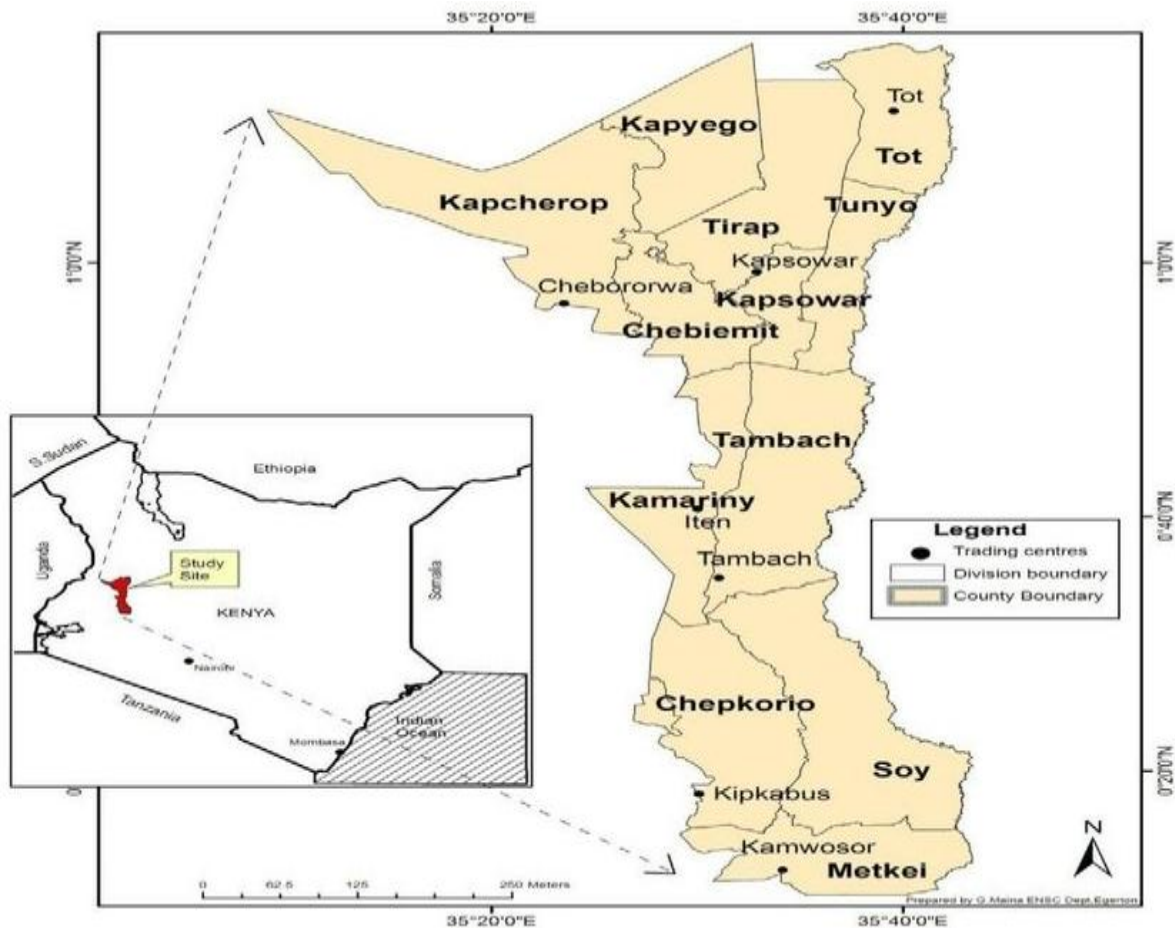 35°20'0"E
35°40'0"E
Tot
Kapyego
Tot
Kapcherop
Tunyo
Tirap
1°0'0"N
1°0'0"N
Kapsowar
Chebororwa
Kapsowar
Chebiemit
Tambach
S.Sudan
Ethiopia
Kamariny
Iten
0°40'0"N
Legend
Trading centres
Division boundary
County Boundary
Uganda
Somalia
Study
Site
Tambach
KENYA
Nairobi
Tanzania
Chepkorio
Indian
Ocean
Mombasa
Soy
0°20'0"N
Kipkabus
Kamwosor
Metkei
N
0 62.5 125 250 Meters
Prepared by G.Maina ENSC Dept,Egerton
35°20'0"E
35°40'0"E